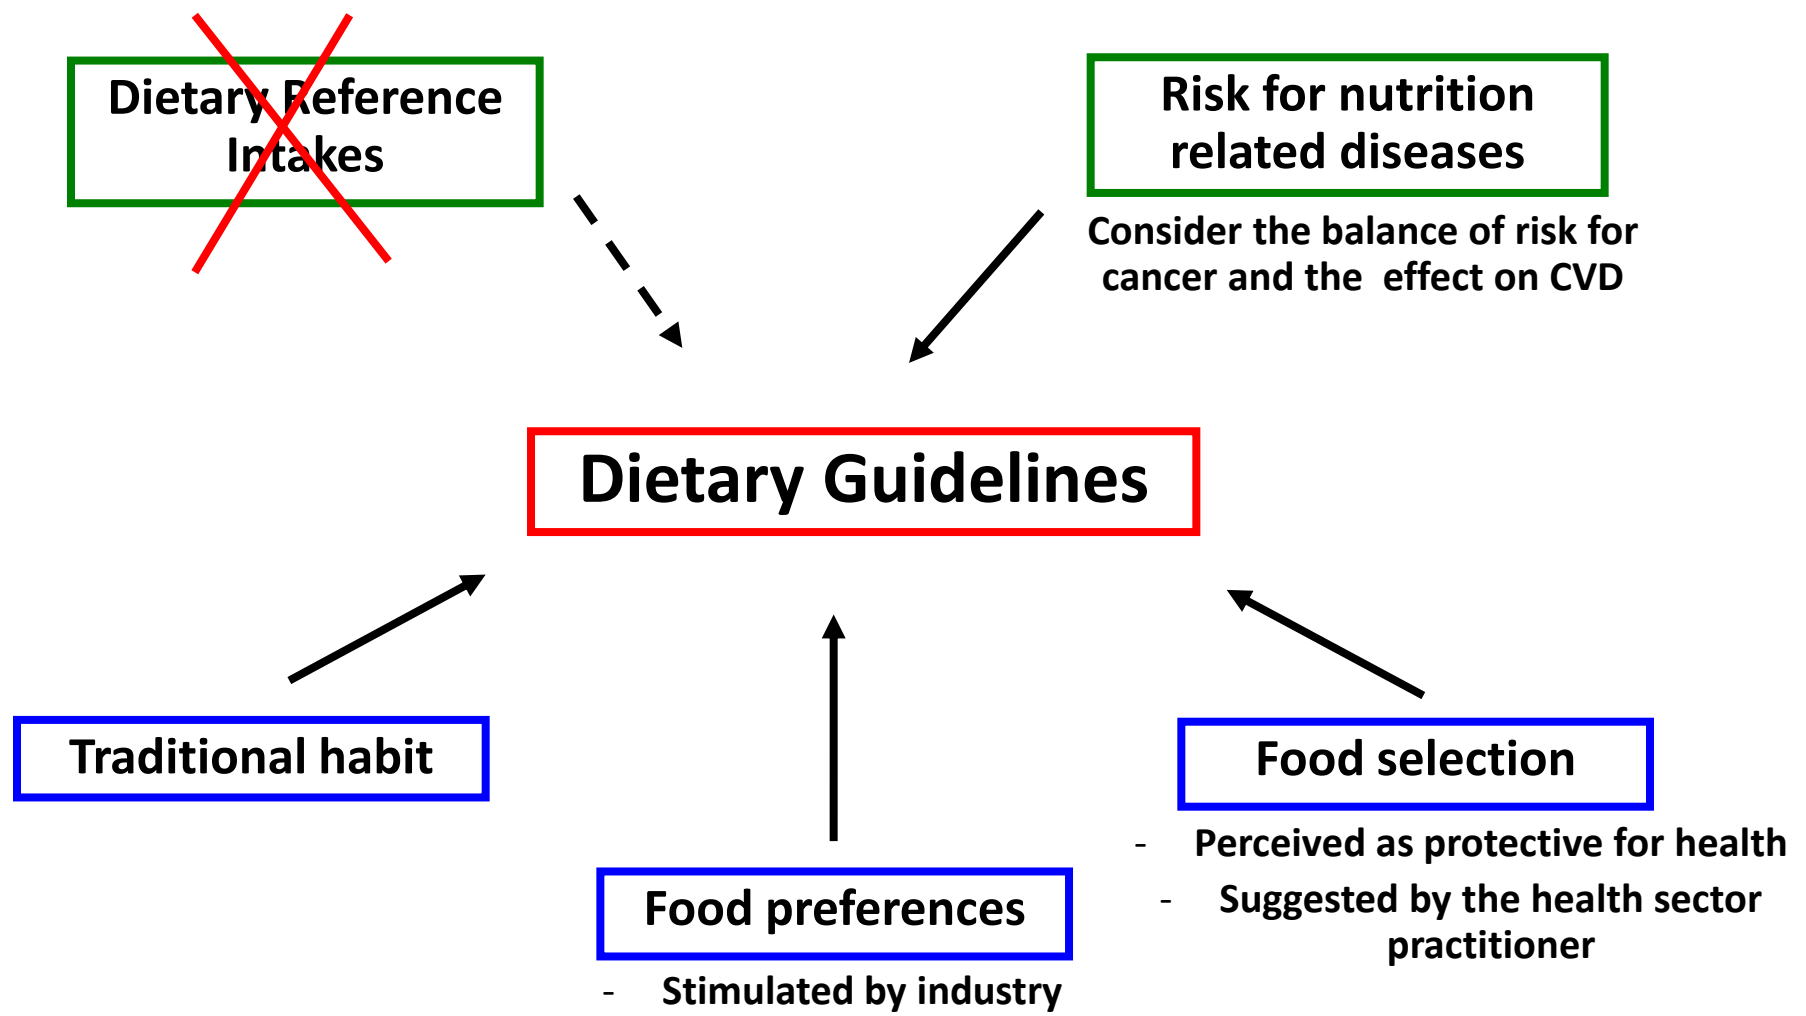 Dietary Reference
Intakes
Risk for nutrition
related diseases
Consider the balance of risk for
cancer and the  effect on CVD
Dietary Guidelines
Traditional habit
Food preferences
- Stimulated by industry
Food selection
- Perceived as protective for health
- Suggested by the health sector
practitioner